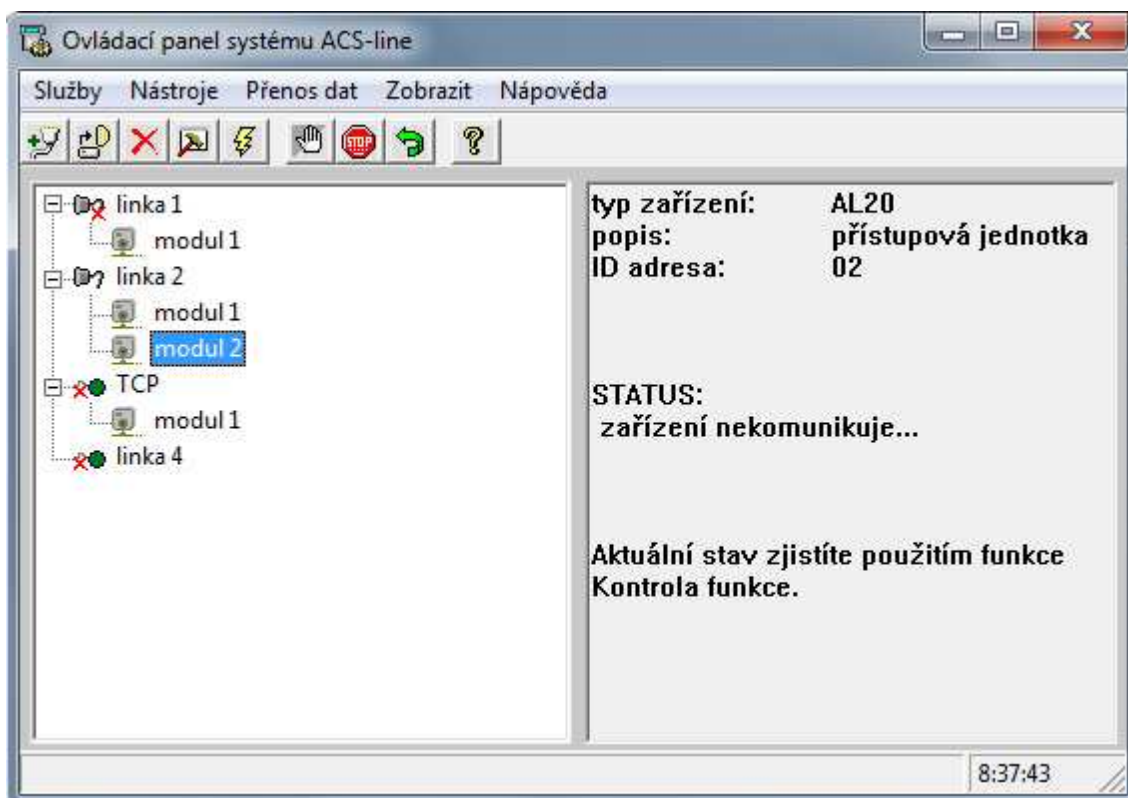 Ovládací panel systému ACS-line
Služby Nástroje Přenos dat Zobrazit Nápověda
STOP
linka 1
modul 1
linka 2
modul 1
modul 2
TCP
modul 1
linka 4
typ zařízení: AL20
popis: přístupová jednotka
ID adresa: 02
STATUS:
zařízení nekomunikuje...
Aktuální stav zjistíte použitím funkce
Kontrola funkce.
8:37:43